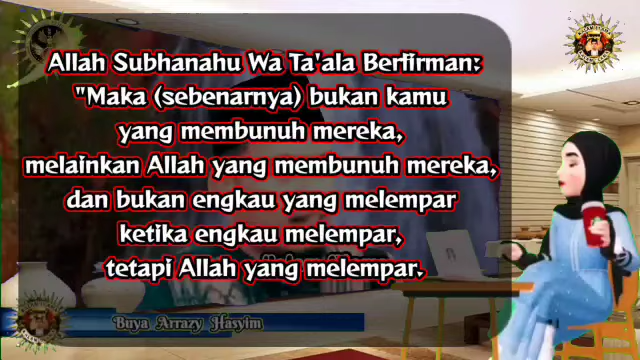 Allah Subhanahu Wa Ta'ala Berfirman:
"Maka (sebenarnya) bukan kamu
yang membunuh mereka,
melainkan Allah yang membunuh mereka,
dan bukan engkau yang melempar
ketika engkau melempar,
tetapi Allah yang melempar.
Buya Arrazy Hasyim